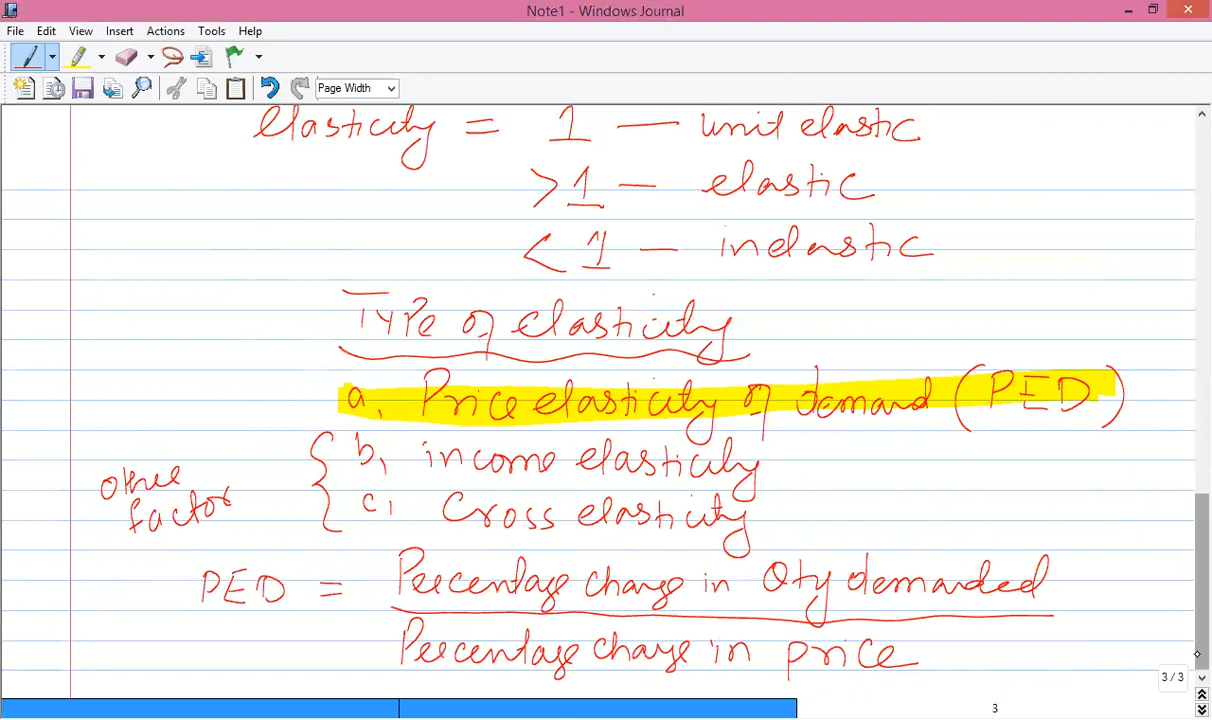 Note1 - Windows Journal
File Edit View Insert Actions Tools Help
Page Width
Elasticity = 1 — unit elastic
>1 — elastic
< 1 — inelastic
Type of elasticity
a, Price elasticity of demand (PED)
b, income elasticity
other factor
c, Cross elasticity
PED = Percentage change in Qty demanded
Percentage change in price
3 / 3
3